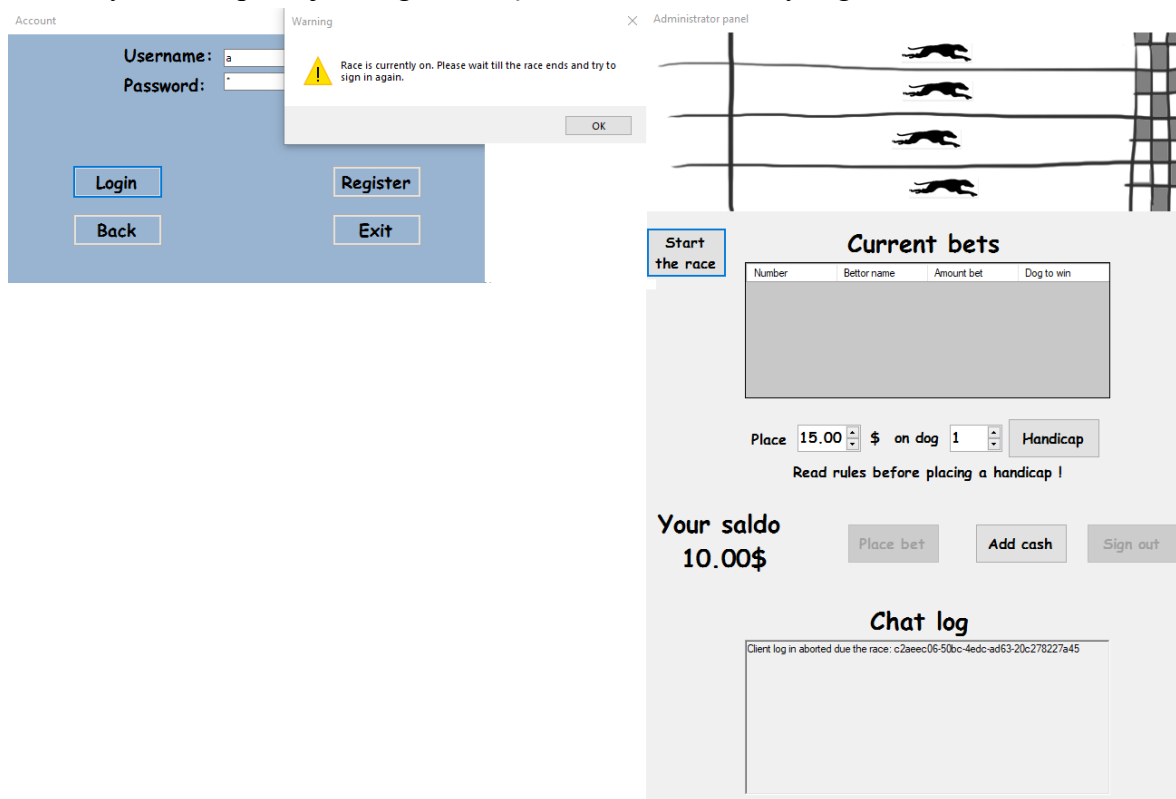 Account
Username: a
Password: *
Login
Register
Back
Exit
Warning
Race is currently on. Please wait till the race ends and try to
sign in again.
OK
Administrator panel
Start
the race
Current bets
Number Bettor name Amount bet Dog to win
Place 15.00 $ on dog 1 Handicap
Read rules before placing a handicap !
Your saldo
10.00$
Place bet
Add cash
Sign out
Chat log
Client log in aborted due the race: c2aeec06-50bc-4edc-ad63-20c278227a45